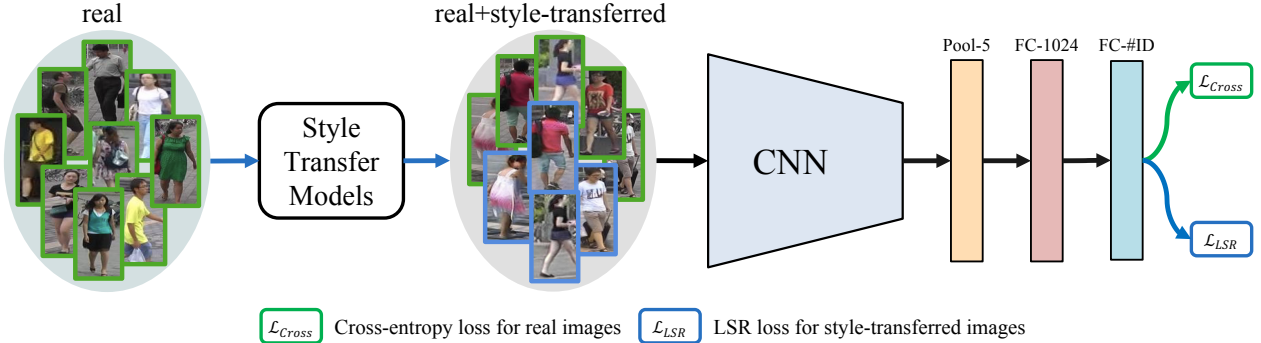 real
real+style-transferred
Style
Transfer
Models
CNN
Pool-5
FC-1024
FC-#ID
ℒCross
ℒLSR
ℒCross Cross-entropy loss for real images
ℒLSR LSR loss for style-transferred images